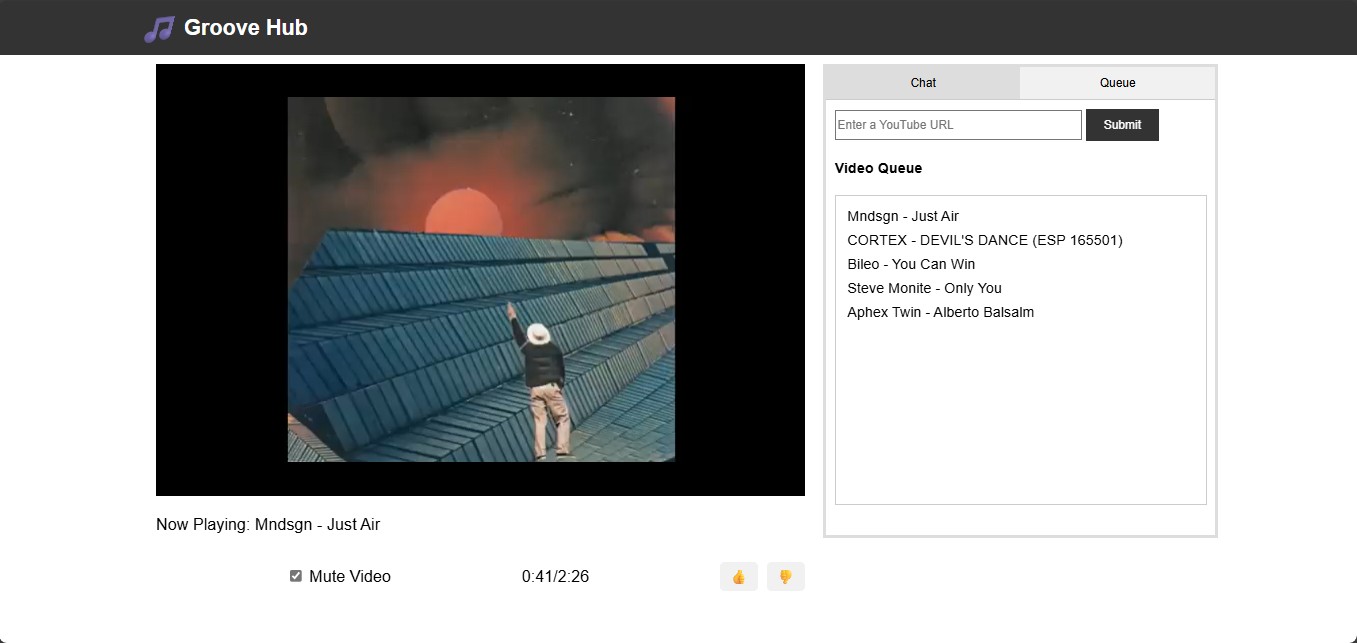 Groove Hub
Chat
Queue
Enter a YouTube URL
Submit
Video Queue
Mndsgn - Just Air
CORTEX - DEVIL'S DANCE (ESP 165501)
Bileo - You Can Win
Steve Monite - Only You
Aphex Twin - Alberto Balsalm
Now Playing: Mndsgn - Just Air
Mute Video
0:41/2:26